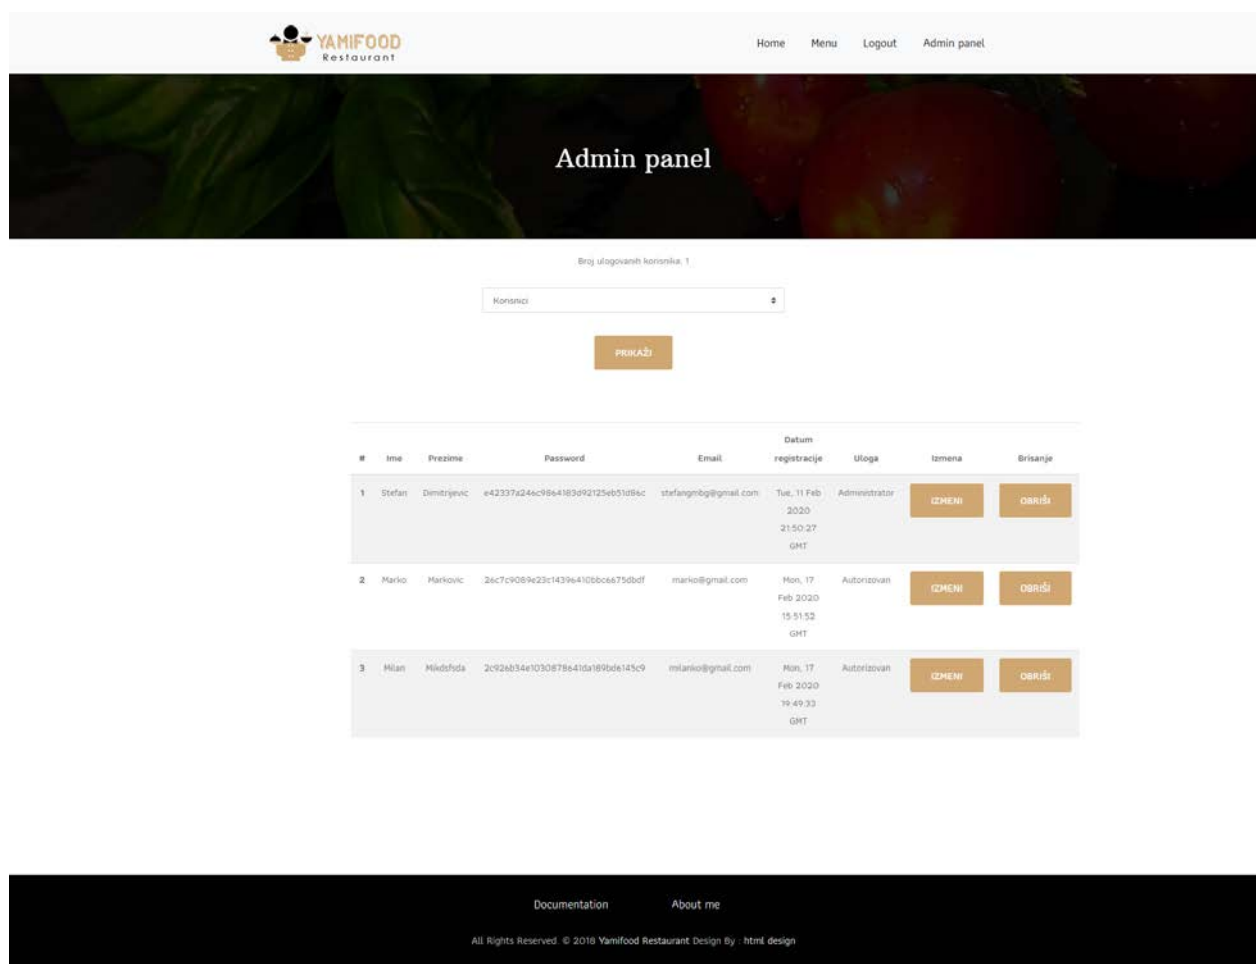 YAMIFOOD
Restaurant
Home Menu Logout Admin panel
Admin panel
Broj ulogovanih korisnika: 1
Korisnici
PRIKAŽI
# Ime Prezime Password Email Datum registracije Uloga Izmena Brisanje
1 Stefan Dimitrijevic e42337a246c9864183d92125eb51d86c stefangmbg@gmail.com Tue, 11 Feb 2020 21:50:27 GMT Administrator IZMENI OBRIŠI
2 Marko Markovic 26c7c9089e23c14396410bbc6675dbdf marko@gmail.com Mon, 17 Feb 2020 15:51:52 GMT Autorizovan IZMENI OBRIŠI
3 Milan Mikdsfsda 2c926b34e1030878641da189bde145c9 milanko@gmail.com Mon, 17 Feb 2020 19:49:33 GMT Autorizovan IZMENI OBRIŠI
Documentation About me
All Rights Reserved. © 2018 Yamifood Restaurant Design By : html design